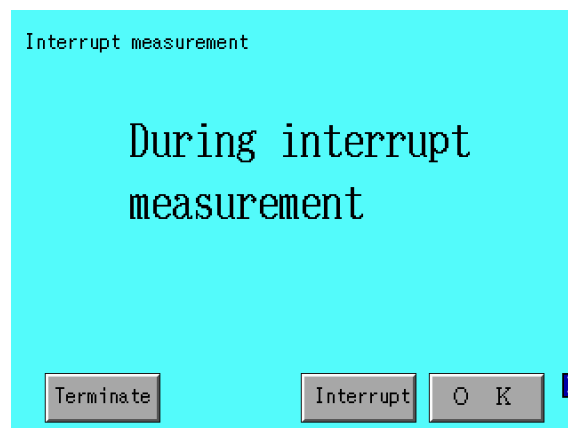 Interrupt measurement
During interrupt
measurement
Terminate
Interrupt
O K